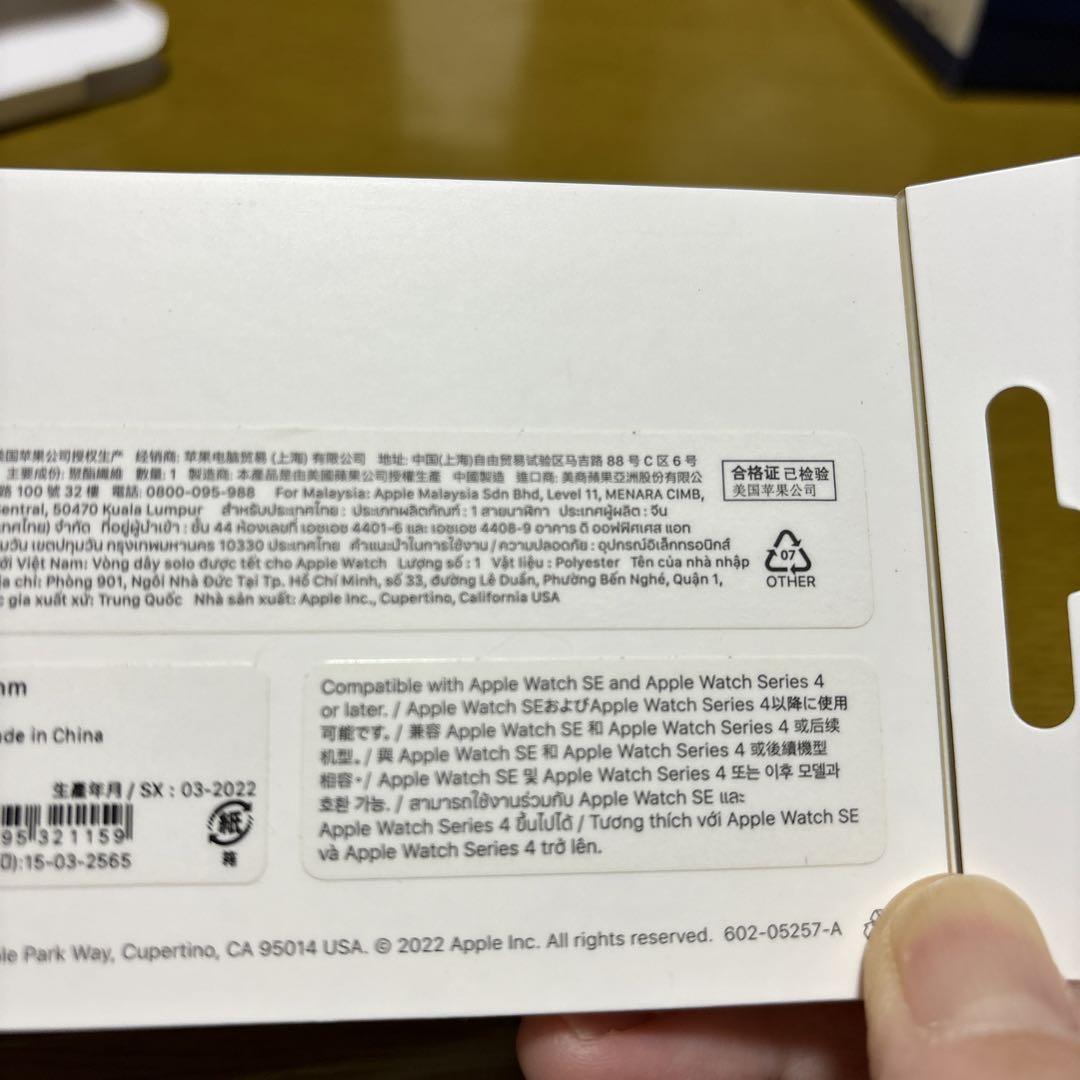 美国苹果公司授权生产 经销商: 苹果电脑贸易 (上海) 有限公司 地址: 中国(上海)自由贸易试验区马吉路 88 号 C 区 6 号
主要成份: 聚酯纖維 數量: 1 製造商: 本產品是由美國蘋果公司授權生產 中國製造 進口商: 美商蘋果亞洲股份有限公
路 100 號 32 樓 電話: 0800-095-988 For Malaysia: Apple Malaysia Sdn Bhd, Level 11, MENARA CIMB,
Sentral, 50470 Kuala Lumpur สำหรับประเทศไทย : ประเภทผลิตภัณฑ์ : 1 สายนาฬิกา ประเทศผู้ผลิต : จีน
เทศไทย) จำกัด ที่อยู่ผู้นำเข้า : ชั้น 44 ห้องเลขที่ เอชเอช 4401-6 และ เอชเอช 4408-9 อาคาร ดิ ออฟฟิศเศส แอท
ทุมวัน เขตปทุมวัน กรุงเทพมหานคร 10330 ประเทศไทย คำแนะนำในการใช้งาน / ความปลอดภัย : อุปกรณ์อิเล็กทรอนิกส์
với Việt Nam: Vòng dây solo được tết cho Apple Watch Lượng số : 1 Vật liệu : Polyester Tên của nhà nhập
địa chỉ: Phòng 901, Ngôi Nhà Đức Tại Tp. Hồ Chí Minh, số 33, đường Lê Duẩn, Phường Bến Nghé, Quận 1,
gia xuất xứ: Trung Quốc Nhà sản xuất: Apple Inc., Cupertino, California USA
合格证 已检验
美国苹果公司
07
OTHER
mm
de in China
生產年月 / SX : 03-2022
95 321159
紙
箱
:15-03-2565
Compatible with Apple Watch SE and Apple Watch Series 4
or later. / Apple Watch SEおよびApple Watch Series 4以降に使用
可能です。/ 兼容 Apple Watch SE 和 Apple Watch Series 4 或后续
机型。/ 與 Apple Watch SE 和 Apple Watch Series 4 或後續機型
相容。/ Apple Watch SE 및 Apple Watch Series 4 또는 이후 모델과
호환 가능. / สามารถใช้งานร่วมกับ Apple Watch SE และ
Apple Watch Series 4 ขึ้นไปได้ / Tương thích với Apple Watch SE
và Apple Watch Series 4 trở lên.
le Park Way, Cupertino, CA 95014 USA. © 2022 Apple Inc. All rights reserved. 602-05257-A